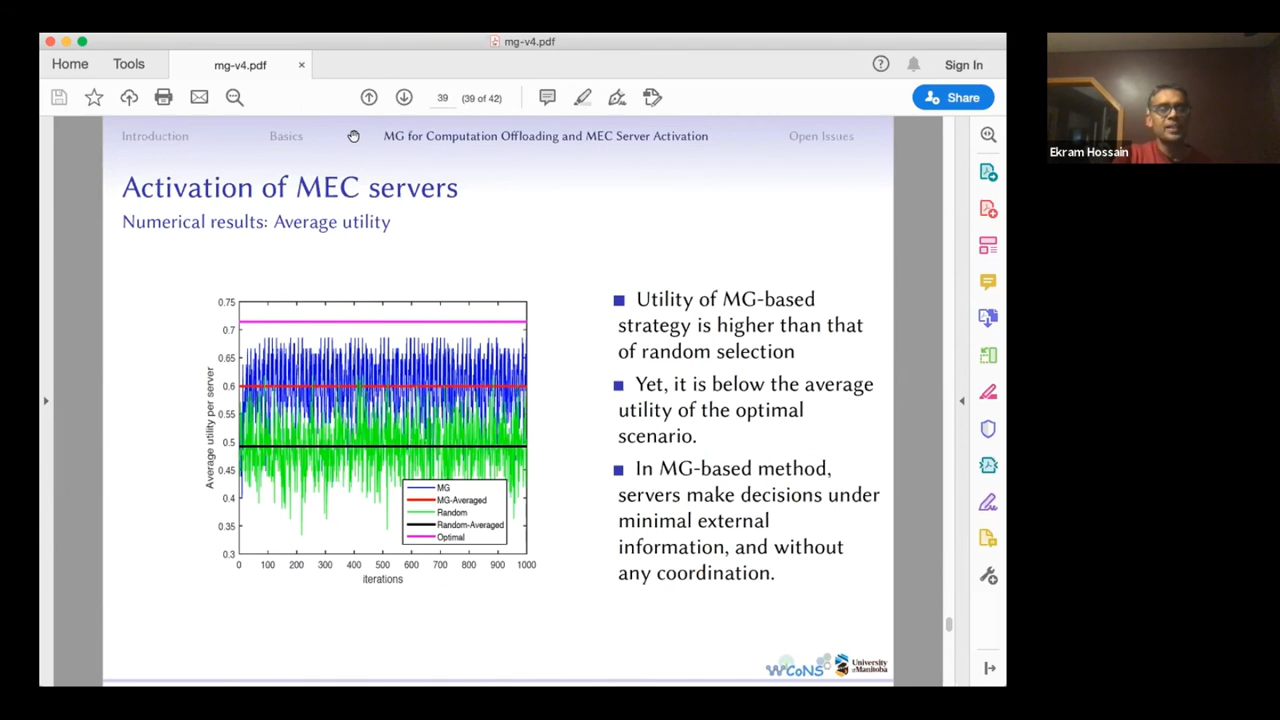 mg-v4.pdf
Home
Tools
mg-v4.pdf
×
Sign In
39
(39 of 42)
Share
Introduction
Basics
MG for Computation Offloading and MEC Server Activation
Open Issues
Activation of MEC servers
Numerical results: Average utility
Average utility per server
0.75
0.7
0.65
0.6
0.55
0.5
0.45
0.4
0.35
0.3
0
100
200
300
400
500
600
700
800
900
1000
iterations
MG
MG-Averaged
Random
Random-Averaged
Optimal
Utility of MG-based
strategy is higher than that
of random selection
Yet, it is below the average
utility of the optimal
scenario.
In MG-based method,
servers make decisions under
minimal external
information, and without
any coordination.
WCoNS
University
of Manitoba
Ekram Hossain